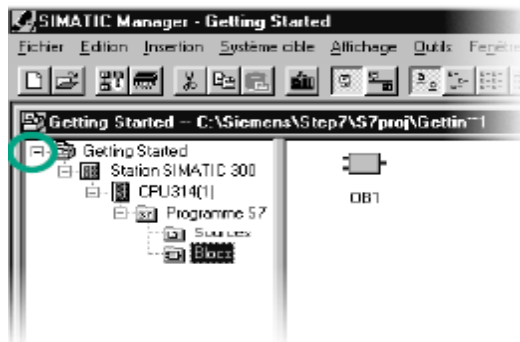 SIMATIC Manager - Getting Started
Fichier Edition Insertion Système cible Affichage Outils Fenêtre
Getting Started -- C:\Siemens\Step7\S7proj\Gettin~1
Getting Started
Station SIMATIC 300
CPU314(1)
Programme S7
Sources
Blocs
OB1